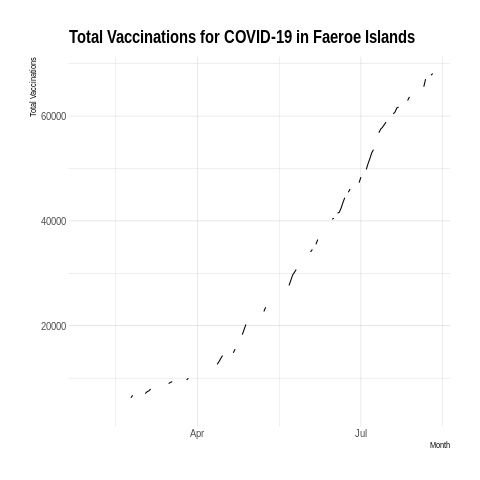 Total Vaccinations for COVID-19 in Faeroe Islands
Total Vaccinations
60000
40000
20000
Apr
Jul
Month